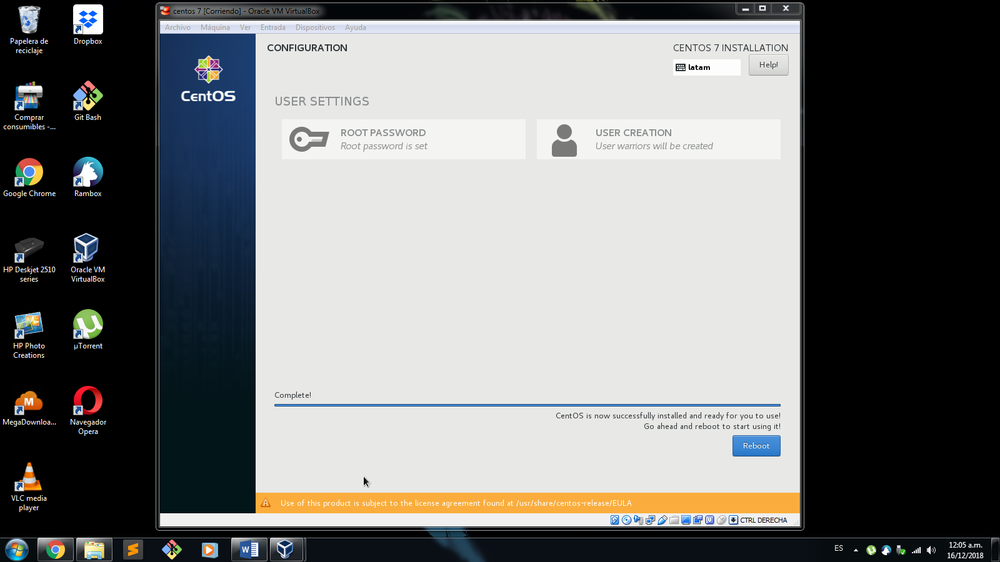 Papelera de
reciclaje
Dropbox
Comprar
consumibles -...
Git Bash
Google Chrome
Rambox
HP Deskjet 2510
series
Oracle VM
VirtualBox
HP Photo
Creations
µTorrent
MegaDownloa...
Navegador
Opera
VLC media
player
centos 7 [Corriendo] - Oracle VM VirtualBox
Archivo Máquina Ver Entrada Dispositivos Ayuda
CentOS
CONFIGURATION
CENTOS 7 INSTALLATION
latam
Help!
USER SETTINGS
ROOT PASSWORD
Root password is set
USER CREATION
User warriors will be created
Complete!
CentOS is now successfully installed and ready for you to use!
Go ahead and reboot to start using it!
Reboot
Use of this product is subject to the license agreement found at /usr/share/centos-release/EULA
CTRL DERECHA
ES
12:05 a.m.
16/12/2018